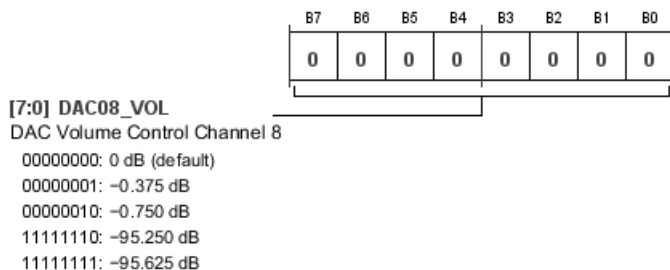 B7 B6 B5 B4 B3 B2 B1 B0
0 0 0 0 0 0 0 0
[7:0] DAC08_VOL
DAC Volume Control Channel 8
00000000: 0 dB (default)
00000001: −0.375 dB
00000010: −0.750 dB
11111110: −95.250 dB
11111111: −95.625 dB